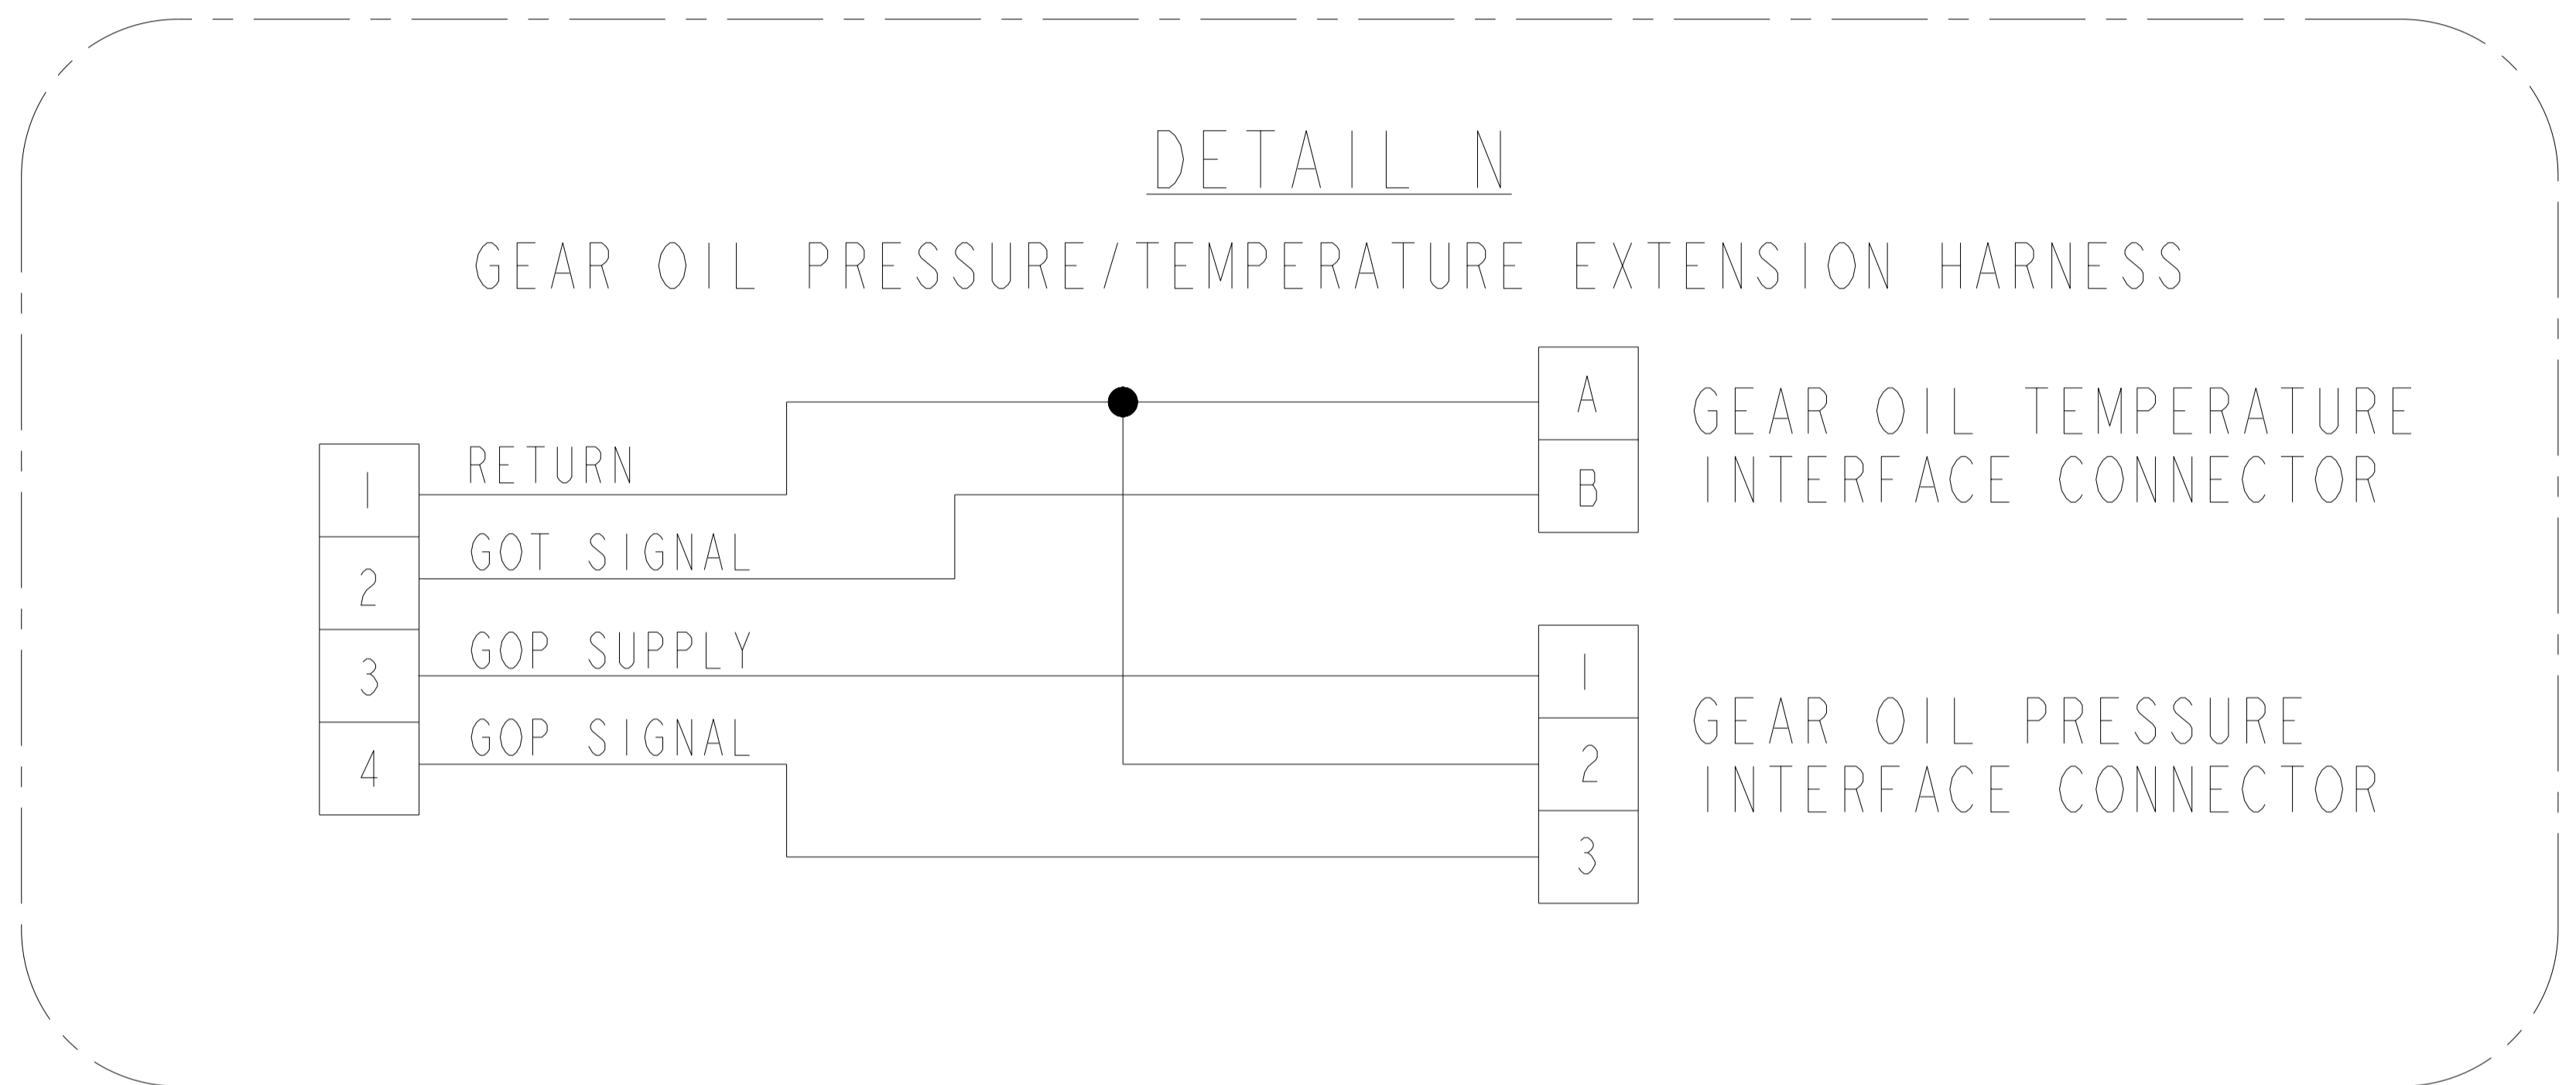 DETAIL N
GEAR OIL PRESSURE/TEMPERATURE EXTENSION HARNESS
1 RETURN
2 GOT SIGNAL
3 GOP SUPPLY
4 GOP SIGNAL
A
B
GEAR OIL TEMPERATURE
INTERFACE CONNECTOR
1
2
3
GEAR OIL PRESSURE
INTERFACE CONNECTOR